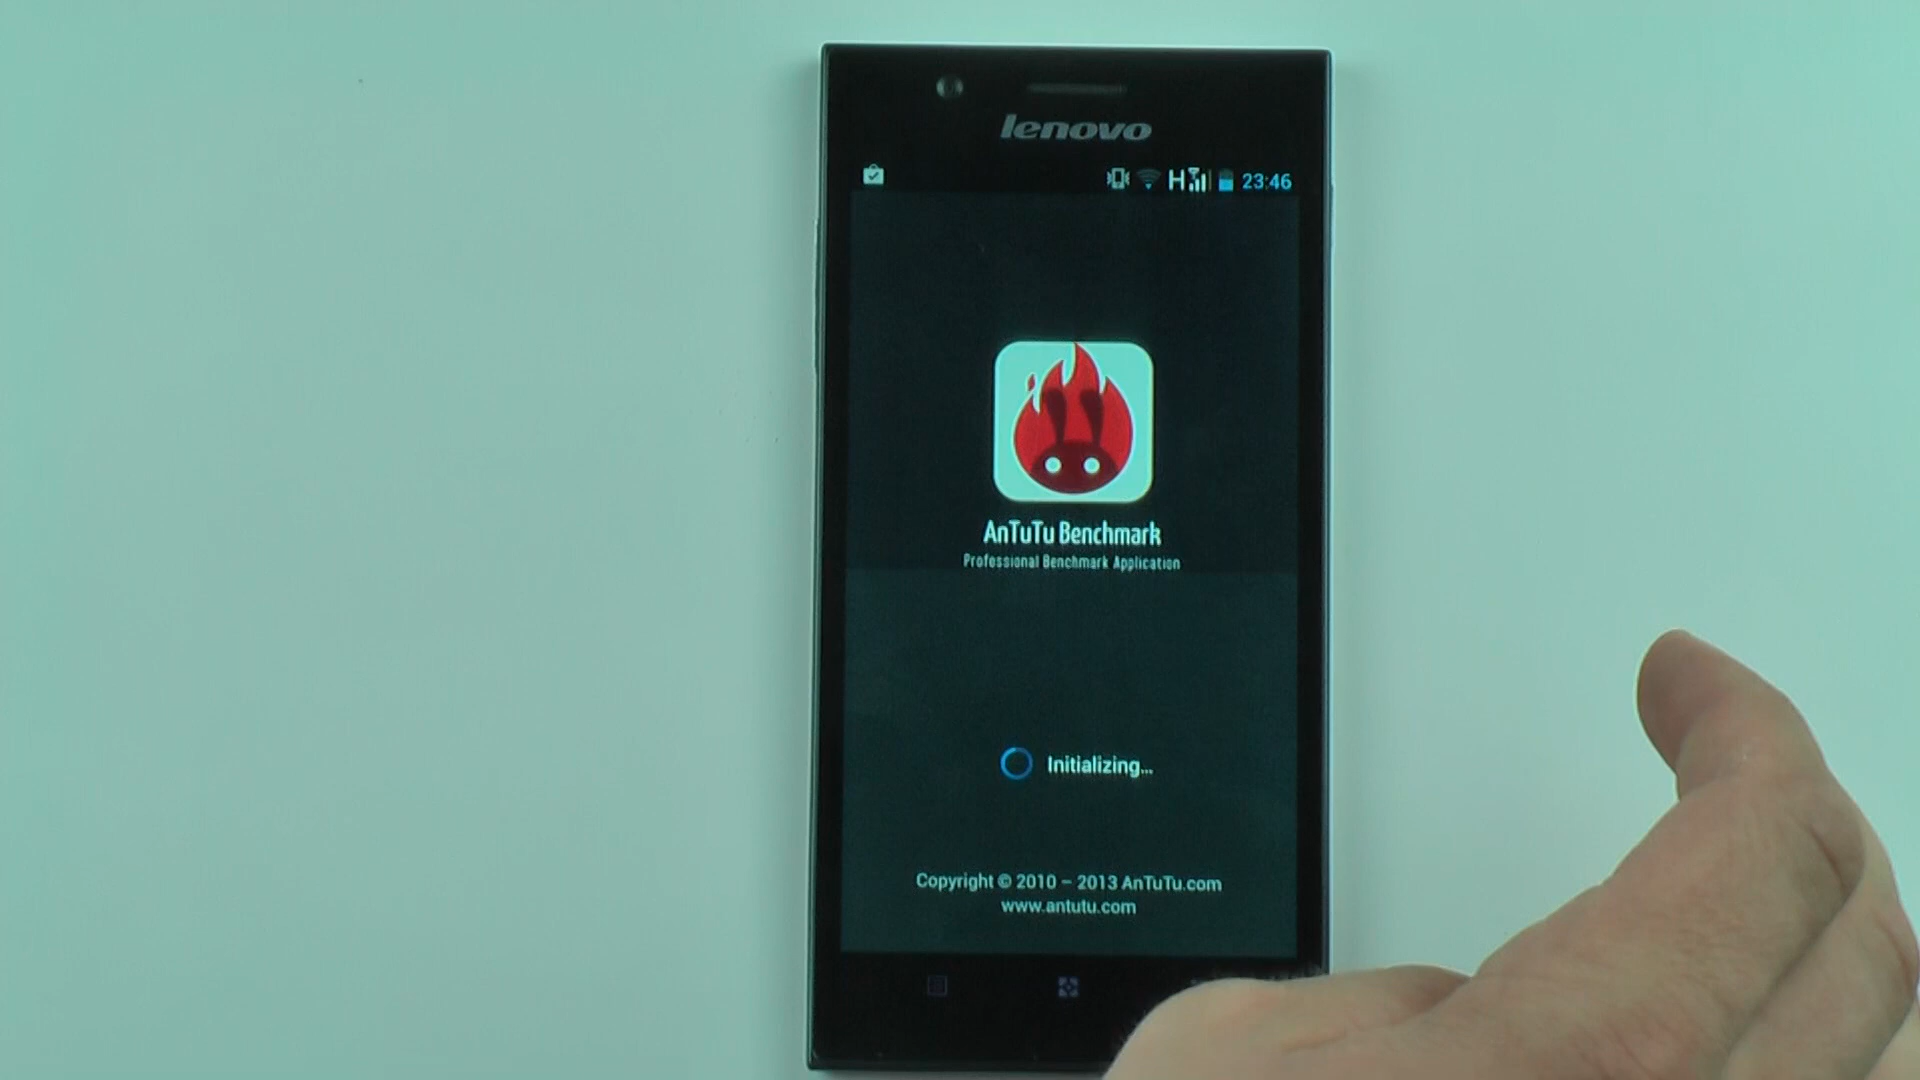 lenovo
H 23:46
AnTuTu Benchmark
Professional Benchmark Application
Initializing...
Copyright © 2010 – 2013 AnTuTu.com
www.antutu.com